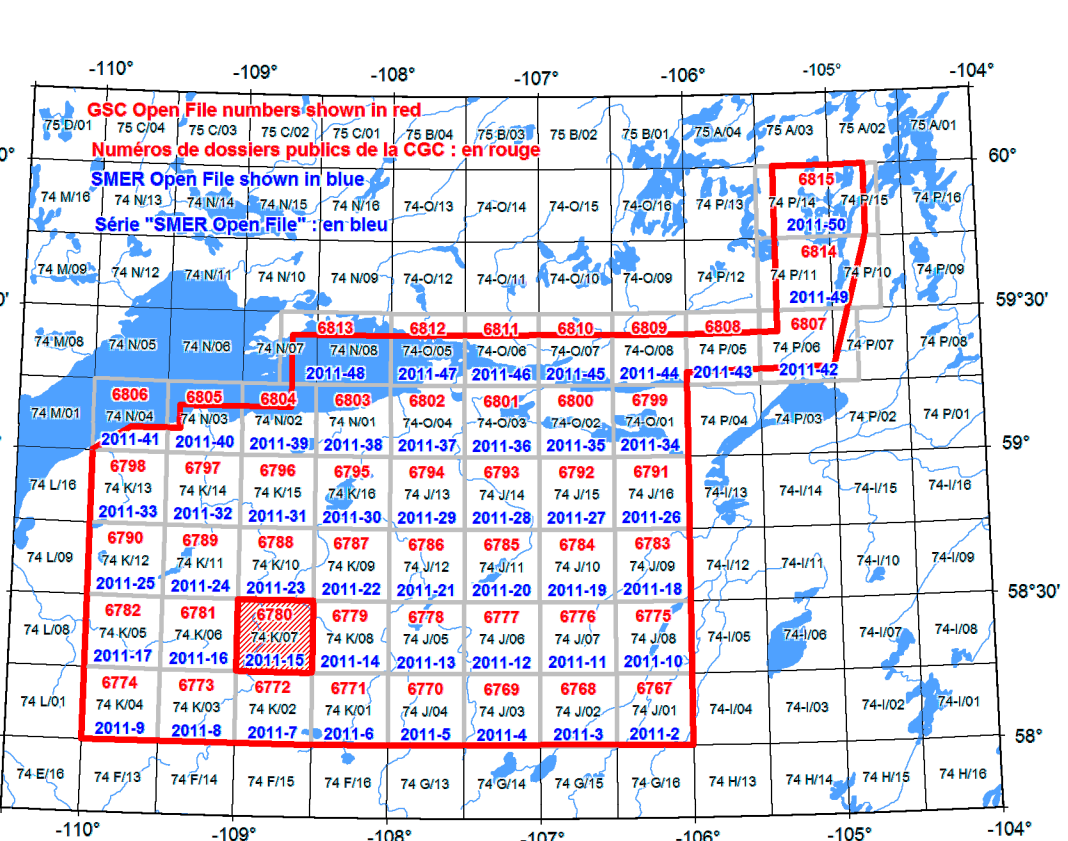 -110° -109° -108° -107° -106° -105° -104°
GSC Open File numbers shown in red
75 D/01 75 C/04 75 C/03 75 C/02 75 C/01 75 B/04 75 B/03 75 B/02 75 B/01 75 A/04 75 A/03 75 A/02 75 A/01
Numéros de dossiers publics de la CGC : en rouge
0° 60°
SMER Open File shown in blue
6815
74 M/16 74 N/13 74 N/14 74 N/15 74 N/16 74-O/13 74-O/14 74-O/15 74-O/16 74 P/13 74 P/14 74 P/15 74 P/16
Série "SMER Open File" : en bleu
2011-50
6814
74 M/09 74 N/12 74 N/11 74 N/10 74 N/09 74-O/12 74-O/11 74-O/10 74-O/09 74 P/12 74 P/11 74 P/10 74 P/09
2011-49
0' 59°30'
6813 6812 6811 6810 6809 6808 6807
74 M/08 74 N/05 74 N/06 74 N/07 74 N/08 74-O/05 74-O/06 74-O/07 74-O/08 74 P/05 74 P/06 74 P/07 74 P/08
2011-48 2011-47 2011-46 2011-45 2011-44 2011-43 2011-42
6806 6805 6804 6803 6802 6801 6800 6799
74 M/01 74 N/04 74 N/03 74 N/02 74 N/01 74-O/04 74-O/03 74-O/02 74-O/01 74 P/04 74 P/03 74 P/02 74 P/01
2011-41 2011-40 2011-39 2011-38 2011-37 2011-36 2011-35 2011-34
° 59°
6798 6797 6796 6795 6794 6793 6792 6791
74 L/16 74 K/13 74 K/14 74 K/15 74 K/16 74 J/13 74 J/14 74 J/15 74 J/16 74-I/13 74-I/14 74-I/15 74-I/16
2011-33 2011-32 2011-31 2011-30 2011-29 2011-28 2011-27 2011-26
6790 6789 6788 6787 6786 6785 6784 6783
74 L/09 74 K/12 74 K/11 74 K/10 74 K/09 74 J/12 74 J/11 74 J/10 74 J/09 74-I/12 74-I/11 74-I/10 74-I/09
2011-25 2011-24 2011-23 2011-22 2011-21 2011-20 2011-19 2011-18
58°30'
6782 6781 6780 6779 6778 6777 6776 6775
74 L/08 74 K/05 74 K/06 74 K/07 74 K/08 74 J/05 74 J/06 74 J/07 74 J/08 74-I/05 74-I/06 74-I/07 74-I/08
2011-17 2011-16 2011-15 2011-14 2011-13 2011-12 2011-11 2011-10
6774 6773 6772 6771 6770 6769 6768 6767
74 L/01 74 K/04 74 K/03 74 K/02 74 K/01 74 J/04 74 J/03 74 J/02 74 J/01 74-I/04 74-I/03 74-I/02 74-I/01
2011-9 2011-8 2011-7 2011-6 2011-5 2011-4 2011-3 2011-2
58°
74 E/16 74 F/13 74 F/14 74 F/15 74 F/16 74 G/13 74 G/14 74 G/15 74 G/16 74 H/13 74 H/14 74 H/15 74 H/16
-110° -109° -108° -107° -106° -105° -104°